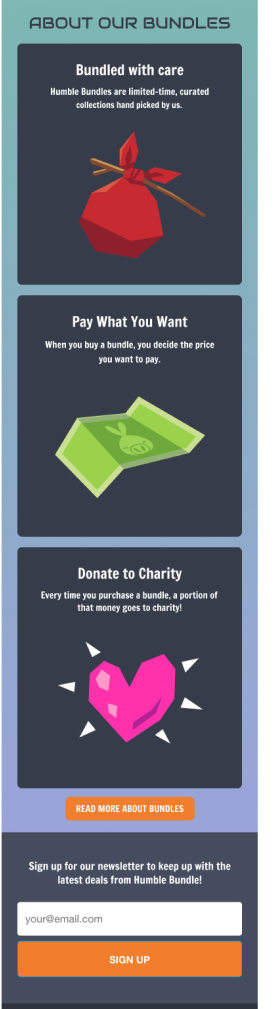 ABOUT OUR BUNDLES
Bundled with care
Humble Bundles are limited-time, curated
collections hand picked by us.
Pay What You Want
When you buy a bundle, you decide the price
you want to pay.
Donate to Charity
Every time you purchase a bundle, a portion of
that money goes to charity!
READ MORE ABOUT BUNDLES
Sign up for our newsletter to keep up with the
latest deals from Humble Bundle!
your@email.com
SIGN UP